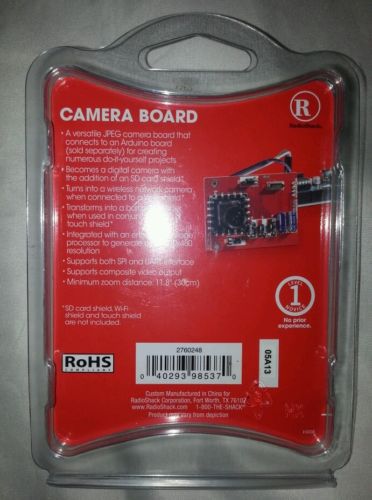 CAMERA BOARD
R
RadioShack
• A versatile JPEG camera board that
connects to an Arduino board
(sold separately) for creating
numerous do-it-yourself projects
• Becomes a digital camera with
the addition of an SD card shield*
• Turns into a wireless network camera
when connected to a shield*
• Transforms into a
when used in
touch shield*
• Integrated with an
processor to generate 480
resolution
• Supports both SPI and UART interface
• Supports composite video output
• Minimum zoom distance: 11.8" (30cm)
*SD card shield, Wi-Fi
shield and touch shield
are not included.
LEVEL
1
NOVICE
No prior
experience.
RoHS
COMPLIANT
2760248
0 40293 98537 0
05A13
Custom Manufactured in China for
RadioShack Corporation, Fort Worth, TX 76102
www.RadioShack.com 1-800-THE-SHACK®
Product may vary from depiction